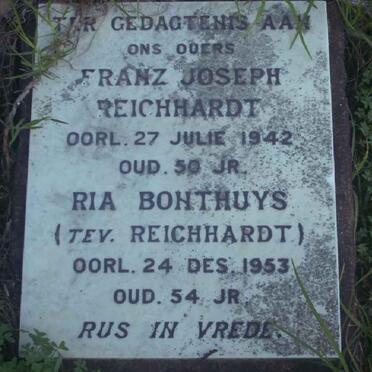 TER GEDAGTENIS AAN
ONS OUERS
FRANZ JOSEPH
REICHHARDT
OORL. 27 JULIE 1942
OUD. 50 JR.
RIA BONTHUYS
(TEV. REICHHARDT)
OORL. 24 DES. 1953
OUD. 54 JR.
RUS IN VREDE.